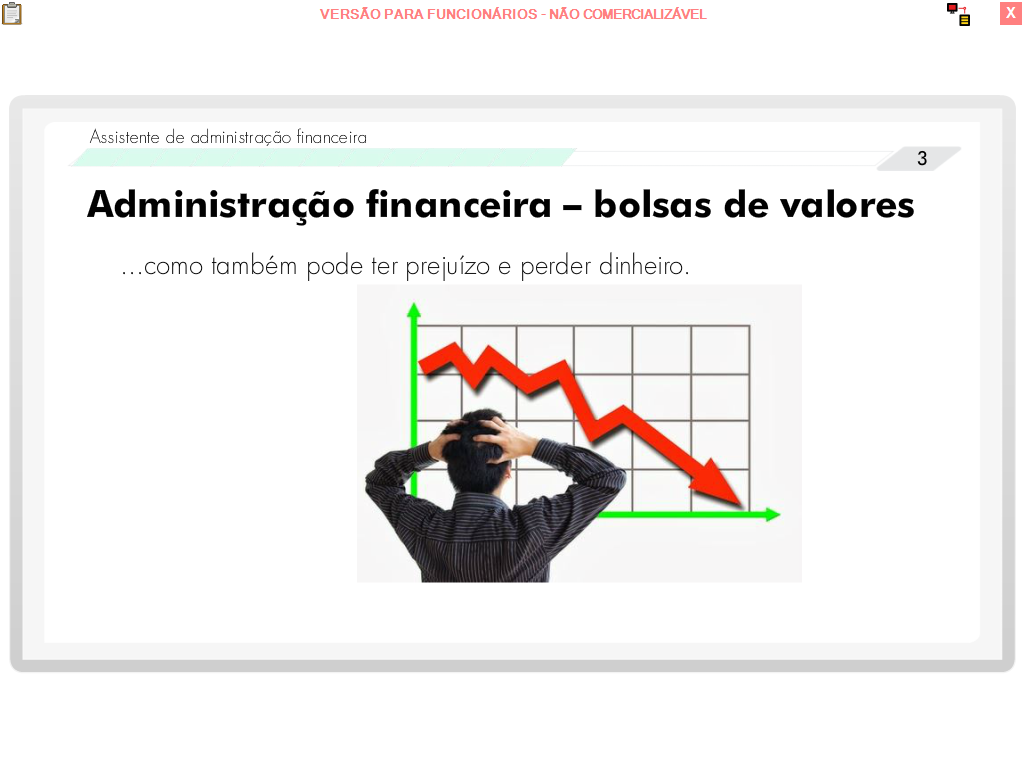 VERSÃO PARA FUNCIONÁRIOS - NÃO COMERCIALIZÁVEL
X
Assistente de administração financeira
3
Administração financeira – bolsas de valores
...como também pode ter prejuízo e perder dinheiro.